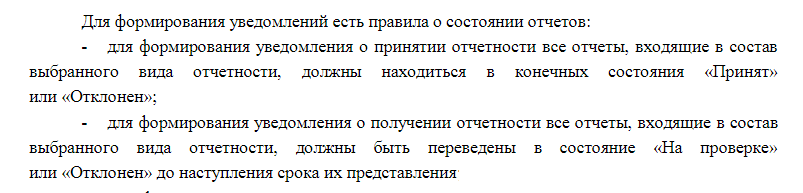 Для формирования уведомлений есть правила о состоянии отчетов:
- для формирования уведомления о принятии отчетности все отчеты, входящие в состав
выбранного вида отчетности, должны находиться в конечных состояния «Принят»
или «Отклонен»;
- для формирования уведомления о получении отчетности все отчеты, входящие в состав
выбранного вида отчетности, должны быть переведены в состояние «На проверке»
или «Отклонен» до наступления срока их представления